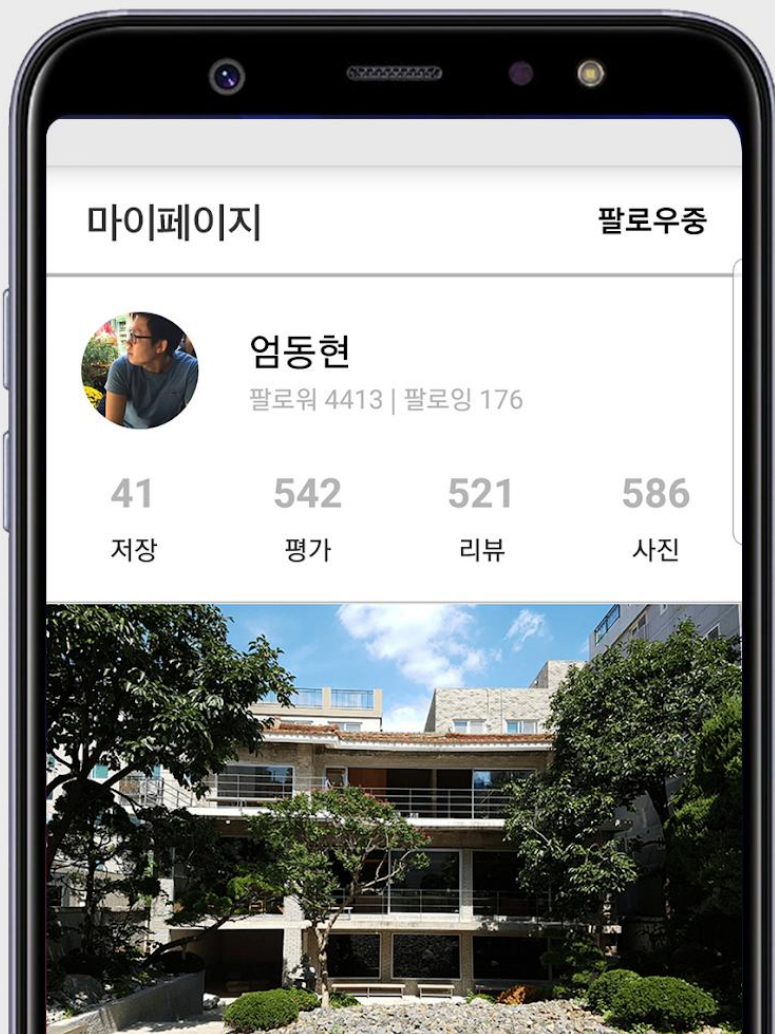 마이페이지 팔로우중
엄동현
팔로워 4413 | 팔로잉 176
41 542 521 586
저장 평가 리뷰 사진